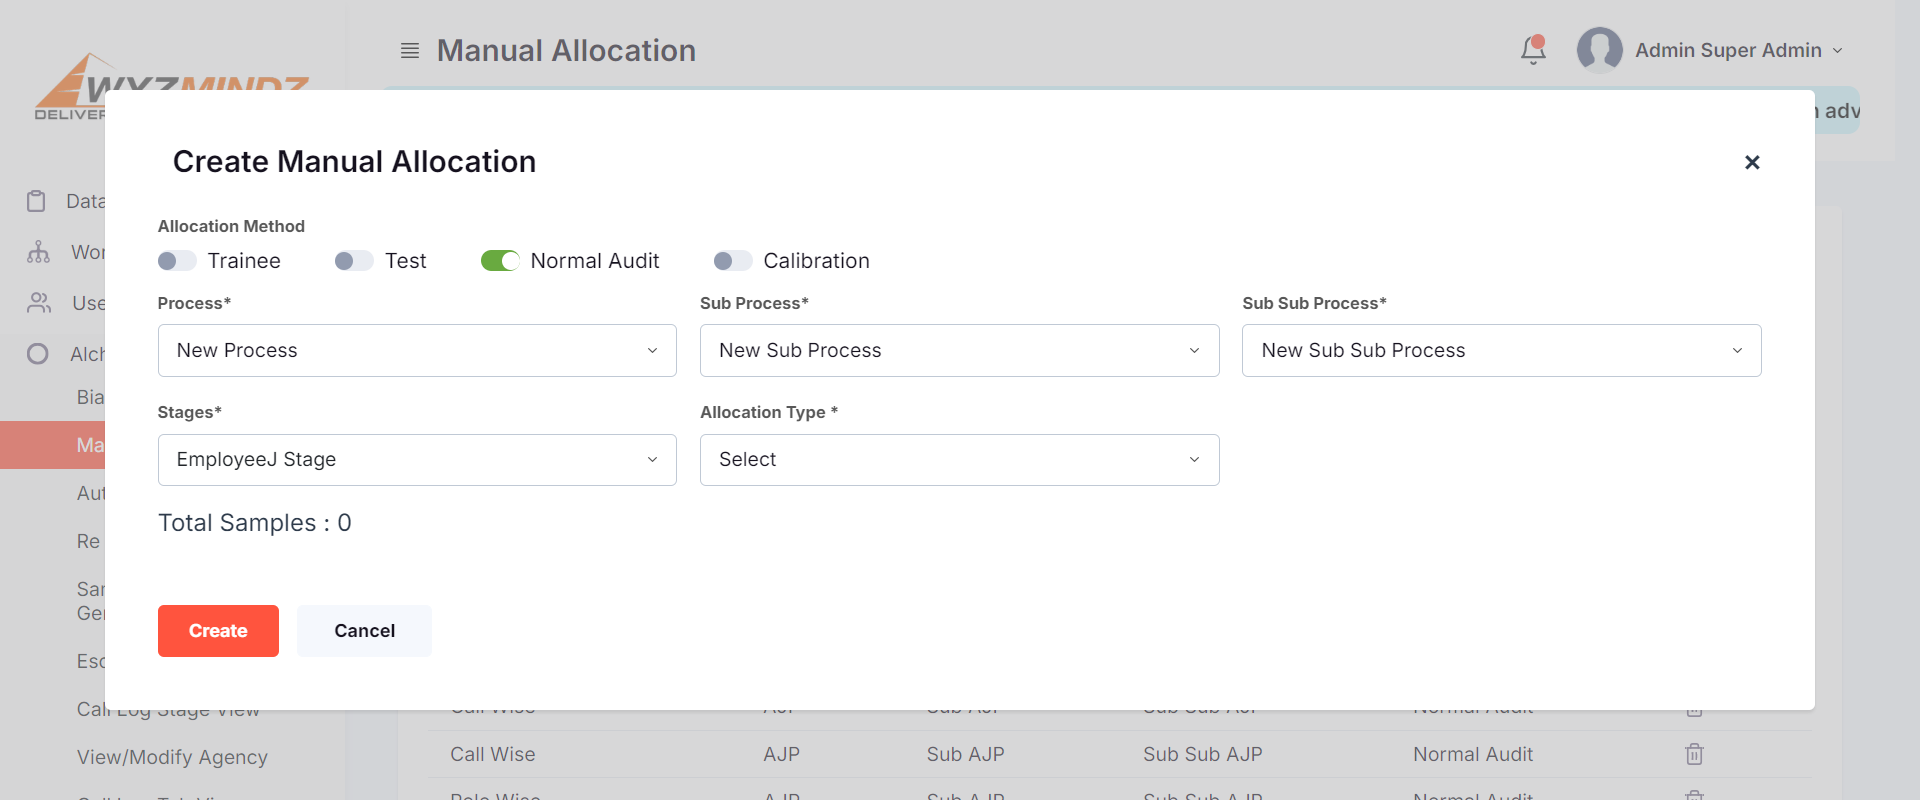 Manual Allocation
Admin Super Admin
WYZMINDZ
DELIVER
n adv
Create Manual Allocation
Allocation Method
Trainee Test Normal Audit Calibration
Process* Sub Process* Sub Sub Process*
New Process New Sub Process New Sub Sub Process
Stages* Allocation Type *
EmployeeJ Stage Select
Total Samples : 0
Create Cancel
Data
Wor
Use
Alch
Bia
Ma
Aut
Re
Sar
Ger
Esc
Call Log Stage View
View/Modify Agency
Call Wise AJP Sub AJP Sub Sub AJP Normal Audit
Call Wise AJP Sub AJP Sub Sub AJP Normal Audit